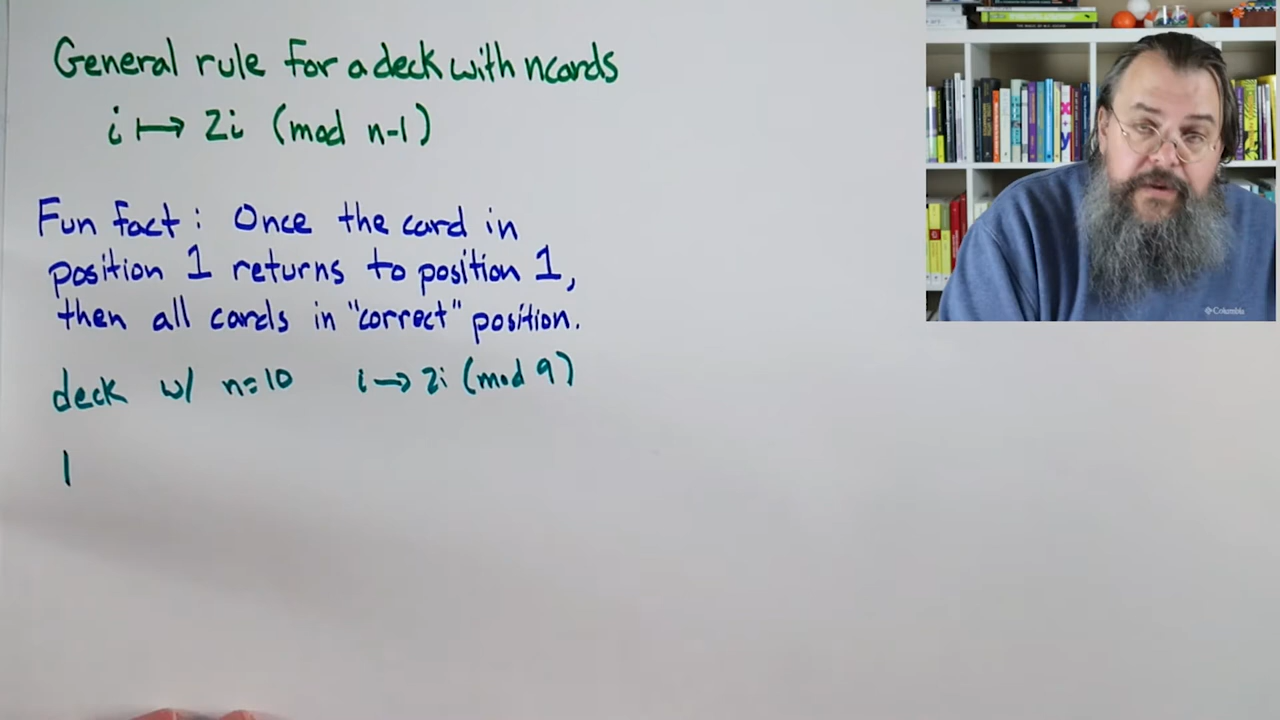 General rule for a deck with n cards
i ↦ 2i (mod n-1)
Fun fact: Once the card in
position 1 returns to position 1,
then all cards in "correct" position.
deck w/ n=10 i → 2i (mod 9)
1
Columbia